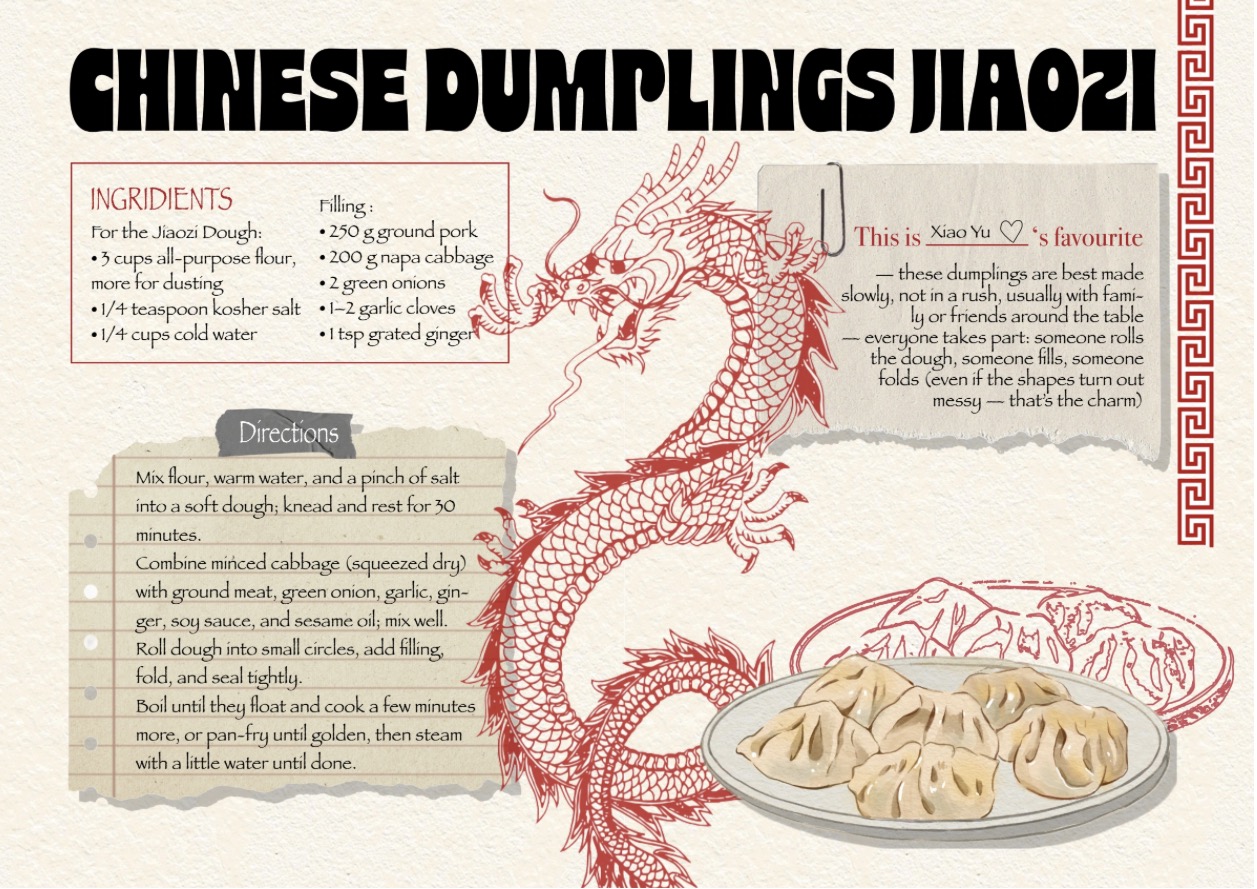 CHINESE DUMPLINGS JIAOZI
INGRIDIENTS
For the Jiaozi Dough:
• 3 cups all-purpose flour,
more for dusting
• 1/4 teaspoon kosher salt
• 1/4 cups cold water
Filling :
• 250 g ground pork
• 200 g napa cabbage
• 2 green onions
• 1–2 garlic cloves
• 1 tsp grated ginger
This is Xiao Yu ♡ ‘s favourite
— these dumplings are best made
slowly, not in a rush, usually with fami-
ly or friends around the table
— everyone takes part: someone rolls
the dough, someone fills, someone
folds (even if the shapes turn out
messy — that's the charm)
Directions
Mix flour, warm water, and a pinch of salt
into a soft dough; knead and rest for 30
minutes.
Combine minced cabbage (squeezed dry)
with ground meat, green onion, garlic, gin-
ger, soy sauce, and sesame oil; mix well.
Roll dough into small circles, add filling,
fold, and seal tightly.
Boil until they float and cook a few minutes
more, or pan-fry until golden, then steam
with a little water until done.